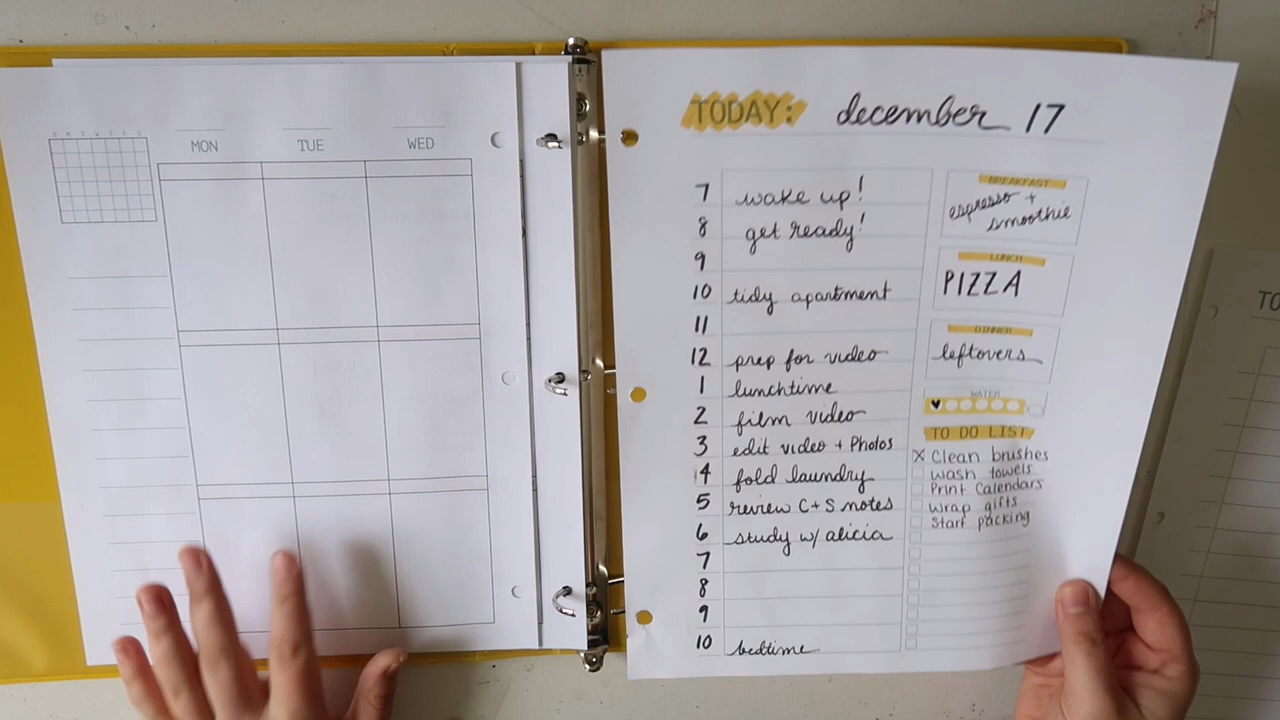 S M T W T F S
MON TUE WED
TODAY: december 17
7 wake up!
8 get ready!
9
10 tidy apartment
11
12 prep for video
1 lunchtime
2 film video
3 edit video + Photos
4 fold laundry
5 review C+S notes
6 study w/ alicia
7
8
9
10 bedtime
BREAKFAST
espresso +
smoothie
LUNCH
PIZZA
DINNER
leftovers
WATER
TO DO LIST
X Clean brushes
wash towels
Print Calendars
wrap gifts
Start packing
TO